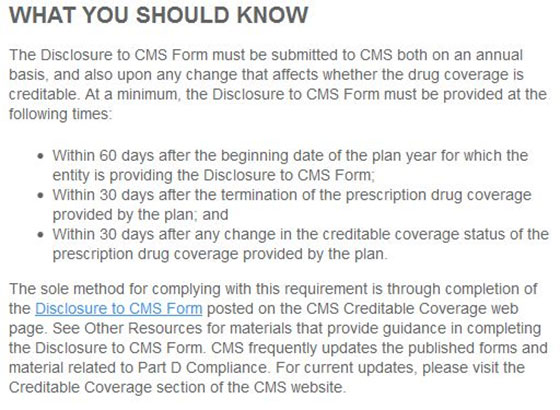 WHAT YOU SHOULD KNOW
The Disclosure to CMS Form must be submitted to CMS both on an annual
basis, and also upon any change that affects whether the drug coverage is
creditable. At a minimum, the Disclosure to CMS Form must be provided at the
following times:
• Within 60 days after the beginning date of the plan year for which the
entity is providing the Disclosure to CMS Form;
• Within 30 days after the termination of the prescription drug coverage
provided by the plan; and
• Within 30 days after any change in the creditable coverage status of the
prescription drug coverage provided by the plan.
The sole method for complying with this requirement is through completion of
the Disclosure to CMS Form posted on the CMS Creditable Coverage web
page. See Other Resources for materials that provide guidance in completing
the Disclosure to CMS Form. CMS frequently updates the published forms and
material related to Part D Compliance. For current updates, please visit the
Creditable Coverage section of the CMS website.